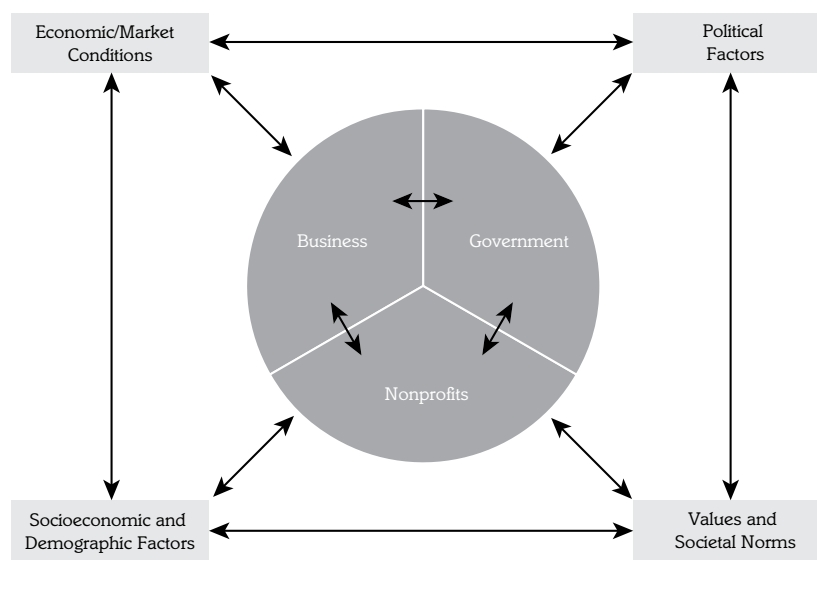 Economic/Market
Conditions
Political
Factors
Business
Government
Nonprofits
Socioeconomic and
Demographic Factors
Values and
Societal Norms